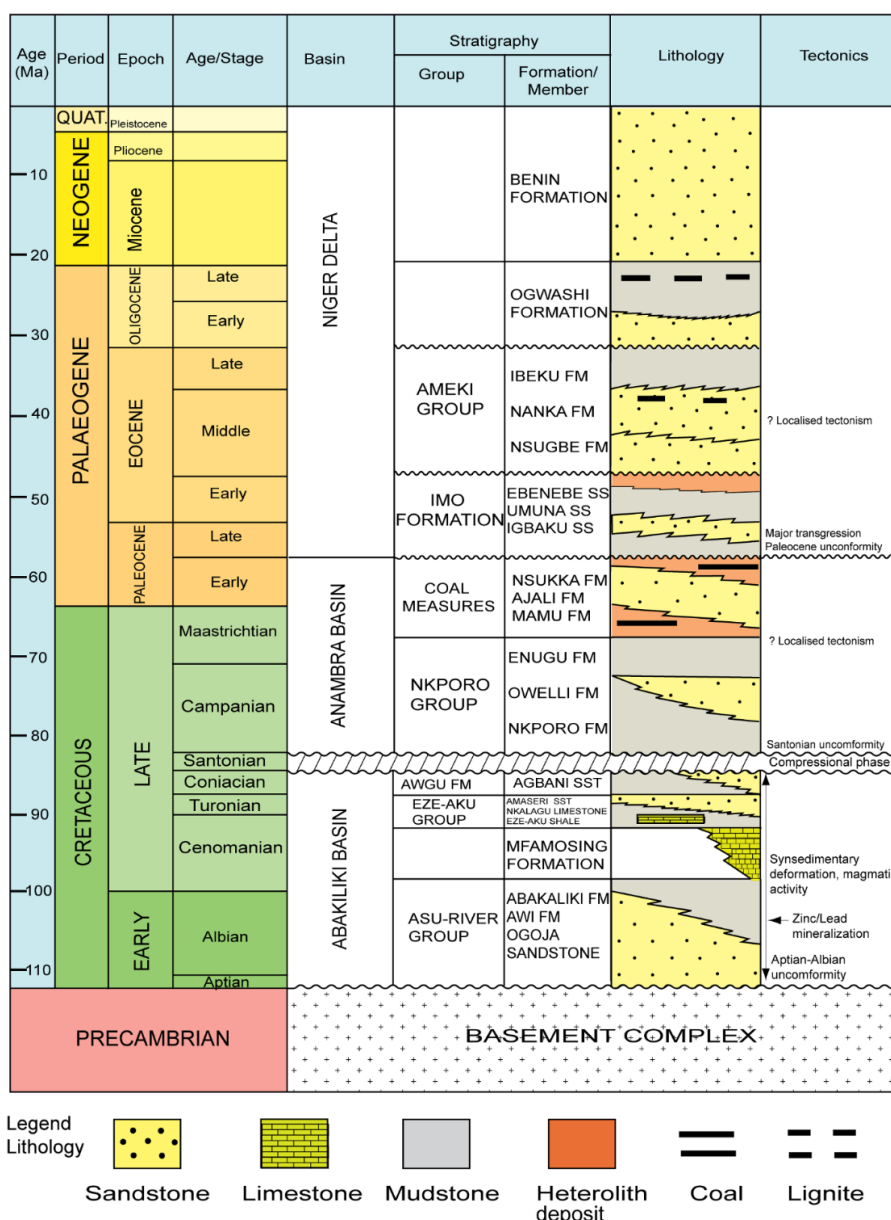 Age
(Ma)
Period
Epoch
Age/Stage
Basin
Stratigraphy
Group
Formation/
Member
Lithology
Tectonics
QUAT.
Pleistocene
Pliocene
10
NEOGENE
Miocene
BENIN
FORMATION
20
NIGER DELTA
OLIGOCENE
Late
OGWASHI
FORMATION
30
Early
PALAEOGENE
EOCENE
Late
AMEKI
GROUP
IBEKU FM
40
Middle
NANKA FM
? Localised tectonism
NSUGBE FM
50
Early
IMO
FORMATION
EBENEBE SS
UMUNA SS
IGBAKU SS
PALEOCENE
Late
Major transgression
Paleocene uncomformity
60
Early
ANAMBRA BASIN
COAL
MEASURES
NSUKKA FM
AJALI FM
MAMU FM
CRETACEOUS
LATE
Maastrichtian
? Localised tectonism
70
NKPORO
GROUP
ENUGU FM
Campanian
OWELLI FM
NKPORO FM
80
Santonian uncomformity
Santonian
Compressional phase
Coniacian
ABAKILIKI BASIN
AWGU FM
AGBANI SST
Turonian
EZE-AKU
GROUP
AMASERI SST
NKALAGU LIMESTONE
EZE-AKU SHALE
90
Cenomanian
MFAMOSING
FORMATION
Synsedimentary
deformation, magmati
activity
100
EARLY
Albian
ASU-RIVER
GROUP
ABAKALIKI FM
AWI FM
OGOJA
SANDSTONE
Zinc/Lead
mineralization
Aptian-Albian
uncomformity
110
Aptian
PRECAMBRIAN
BASEMENT COMPLEX
Legend
Lithology
Sandstone
Limestone
Mudstone
Heterolith
deposit
Coal
Lignite